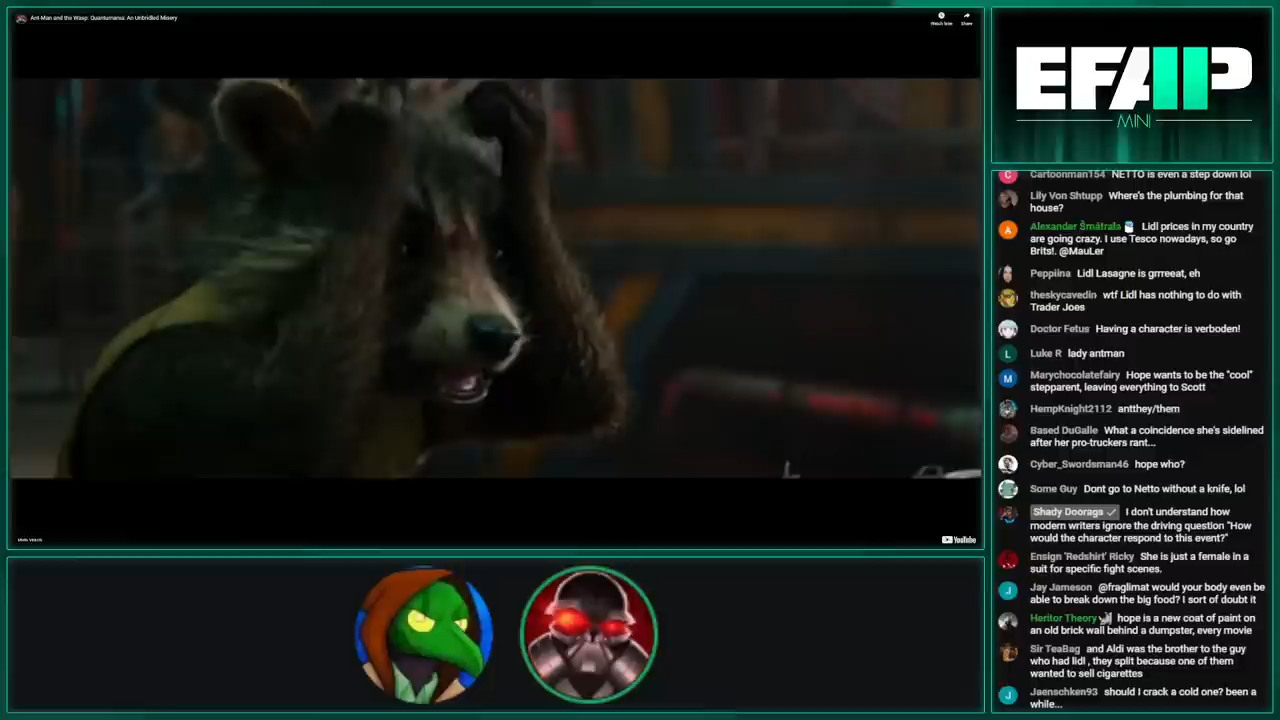 Ant-Man and the Wasp: Quantumania: An Unbridled Misery
Watch later
Share
MORE VIDEOS
YouTube
EFAP
MINI
Cartoonman154 NETTO is even a step down lol
Lily Von Shtupp Where's the plumbing for that
house?
Alexander Šmátrala Lidl prices in my country
are going crazy. I use Tesco nowadays, so go
Brits!. @MauLer
Peppiina Lidl Lasagne is grrreeat, eh
theskycavedin wtf Lidl has nothing to do with
Trader Joes
Doctor Fetus Having a character is verboden!
L
Luke R lady antman
M
Marychocolatefairy Hope wants to be the "cool"
stepparent, leaving everything to Scott
HempKnight2112 antthey/them
Based DuGalle What a coincidence she's sidelined
after her pro-truckers rant...
Cyber_Swordsman46 hope who?
Some Guy Dont go to Netto without a knife, lol
Shady Doorags ✓ I don't understand how
modern writers ignore the driving question "How
would the character respond to this event?"
Ensign 'Redshirt' Ricky She is just a female in a
suit for specific fight scenes.
J
Jay Jameson @fraglimat would your body even be
able to break down the big food? I sort of doubt it
Heritor Theory hope is a new coat of paint on
an old brick wall behind a dumpster, every movie
Sir TeaBag and Aldi was the brother to the guy
who had lidl , they split because one of them
wanted to sell cigarettes
J
Jaenschken93 should I crack a cold one? been a
while...